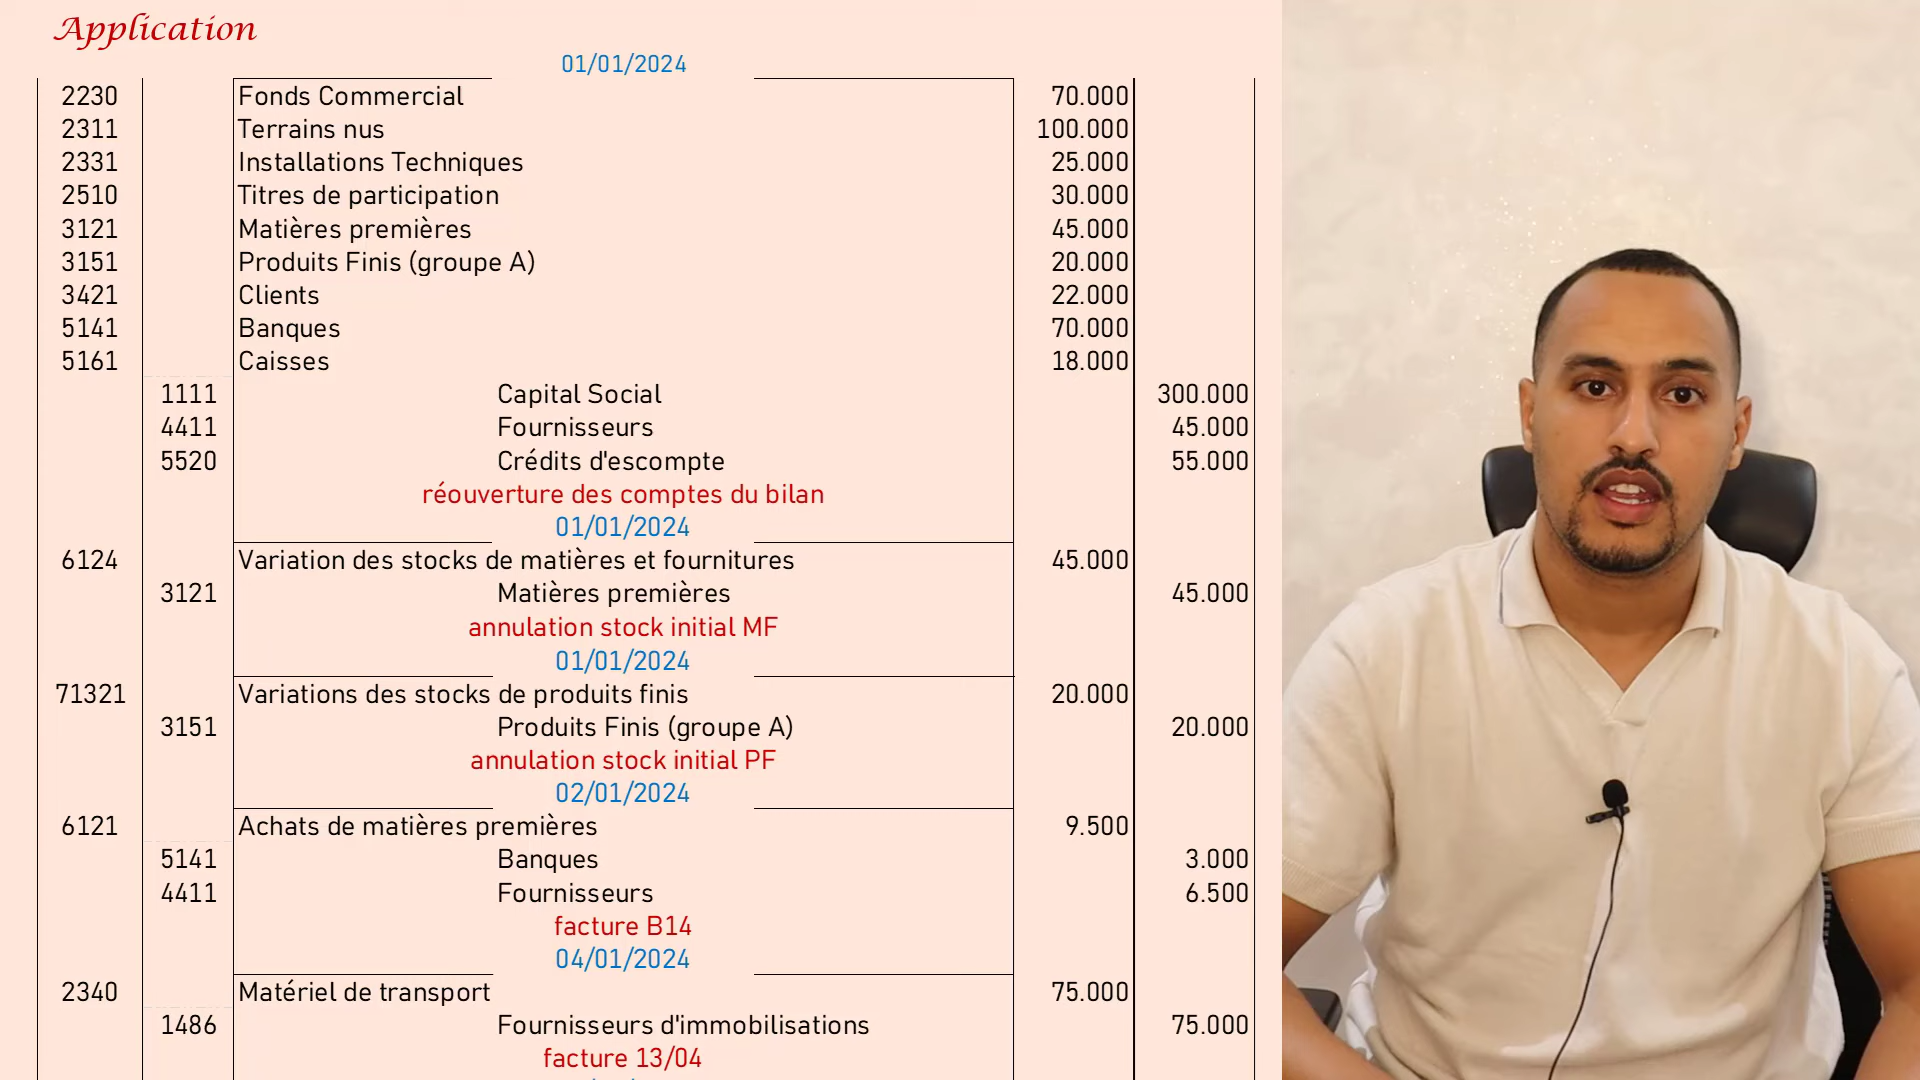 Application
01/01/2024
2230 Fonds Commercial 70.000
2311 Terrains nus 100.000
2331 Installations Techniques 25.000
2510 Titres de participation 30.000
3121 Matières premières 45.000
3151 Produits Finis (groupe A) 20.000
3421 Clients 22.000
5141 Banques 70.000
5161 Caisses 18.000
1111 Capital Social 300.000
4411 Fournisseurs 45.000
5520 Crédits d'escompte 55.000
réouverture des comptes du bilan
01/01/2024
6124 Variation des stocks de matières et fournitures 45.000
3121 Matières premières 45.000
annulation stock initial MF
01/01/2024
71321 Variations des stocks de produits finis 20.000
3151 Produits Finis (groupe A) 20.000
annulation stock initial PF
02/01/2024
6121 Achats de matières premières 9.500
5141 Banques 3.000
4411 Fournisseurs 6.500
facture B14
04/01/2024
2340 Matériel de transport 75.000
1486 Fournisseurs d'immobilisations 75.000
facture 13/04